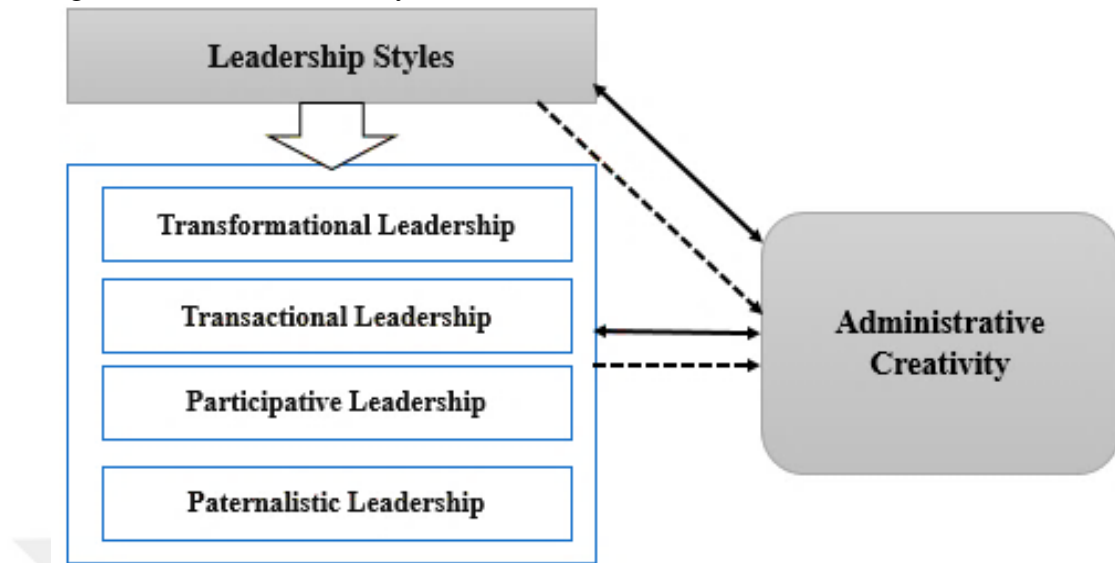 Leadership Styles
Transformational Leadership
Transactional Leadership
Participative Leadership
Paternalistic Leadership
Administrative
Creativity